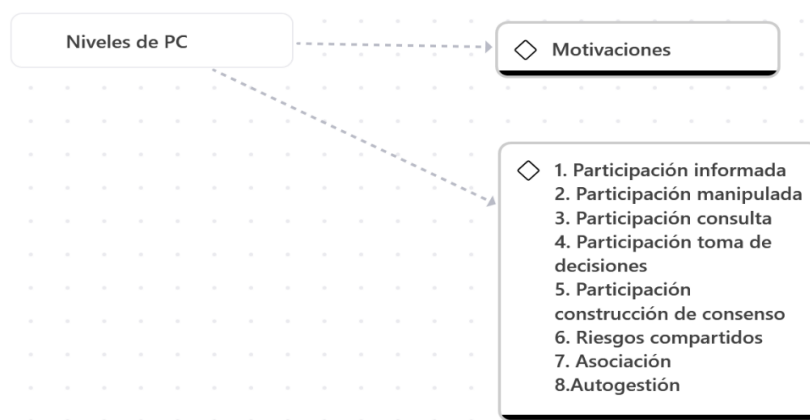 Niveles de PC
Motivaciones
1. Participación informada
2. Participación manipulada
3. Participación consulta
4. Participación toma de
decisiones
5. Participación
construcción de consenso
6. Riesgos compartidos
7. Asociación
8.Autogestión